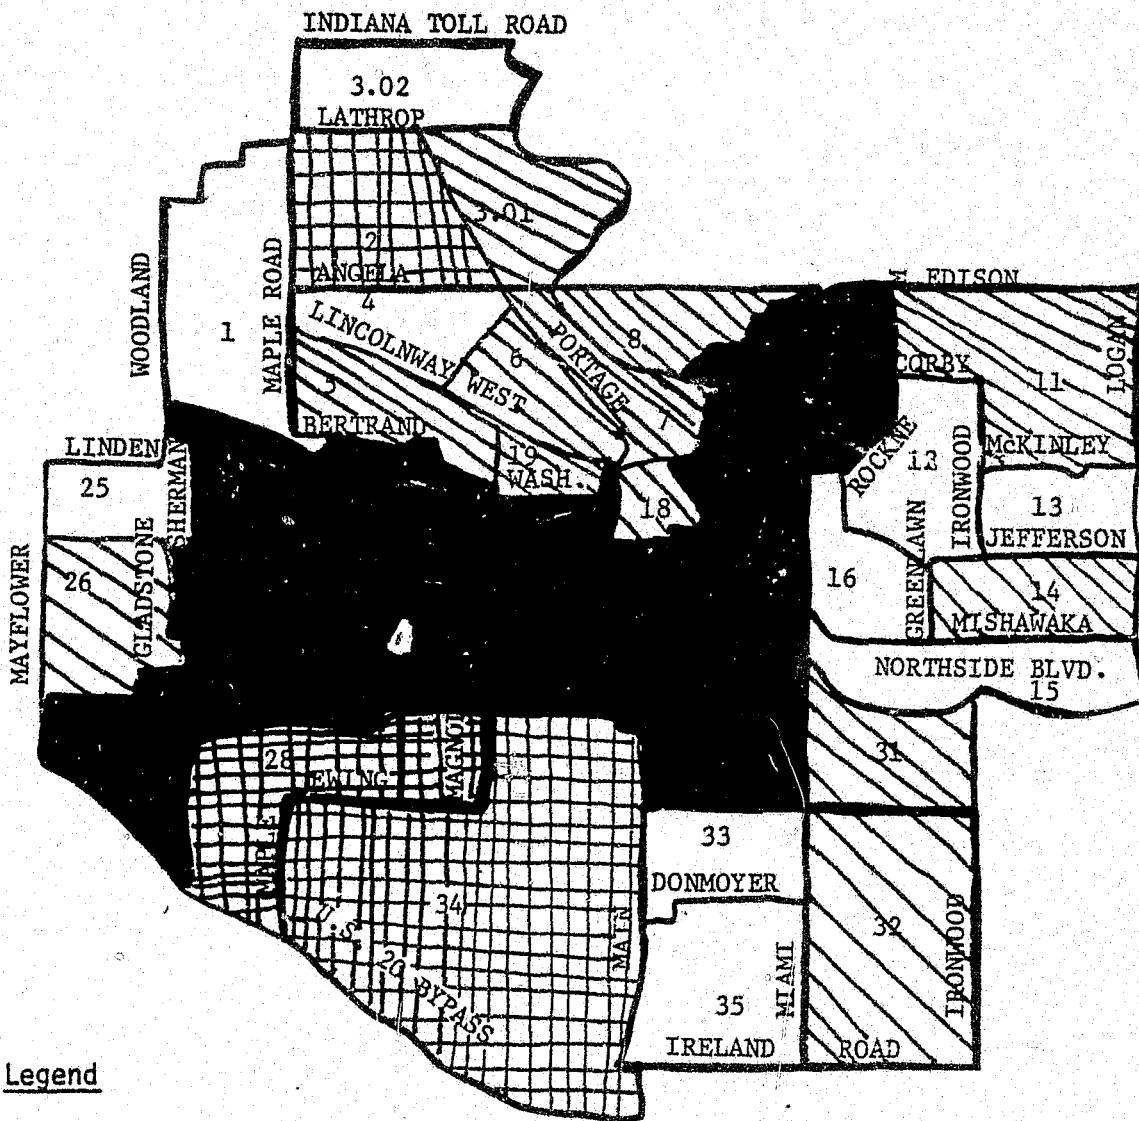 INDIANA TOLL ROAD
3.02
LATHROP
3.01
2
ANGELA
WOODLAND
1
MAPLE ROAD
4
LINCOLNWAY WEST
PORTAGE
8
M EDISON
CORBY
11
LOGAN
6
5
BERTRAND
7
ROCKNE
12
IRONWOOD
McKINLEY
LINDEN
19
WASH.
18
25
SHERMAN
13
JEFFERSON
MAYFLOWER
26
GLADSTONE
16
GREENLAWN
14
MISHAWAKA
NORTHSIDE BLVD.
15
28
EWING
31
33
DONMOYER
34
U.S. 20 BYPASS
MAIN
32
IRONWOOD
35
MIAMI
IRELAND ROAD
Legend